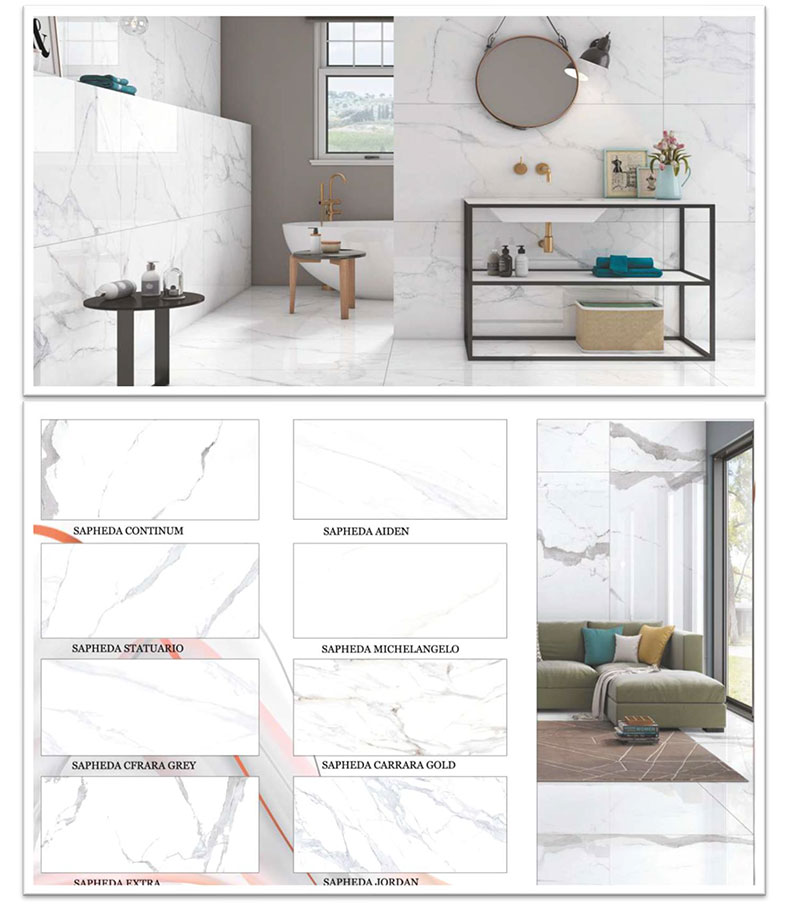 SAPHEDA CONTINUM
SAPHEDA AIDEN
SAPHEDA STATUARIO
SAPHEDA MICHELANGELO
SAPHEDA CFRARA GREY
SAPHEDA CARRARA GOLD
SAPHEDA EXTRA
SAPHEDA JORDAN